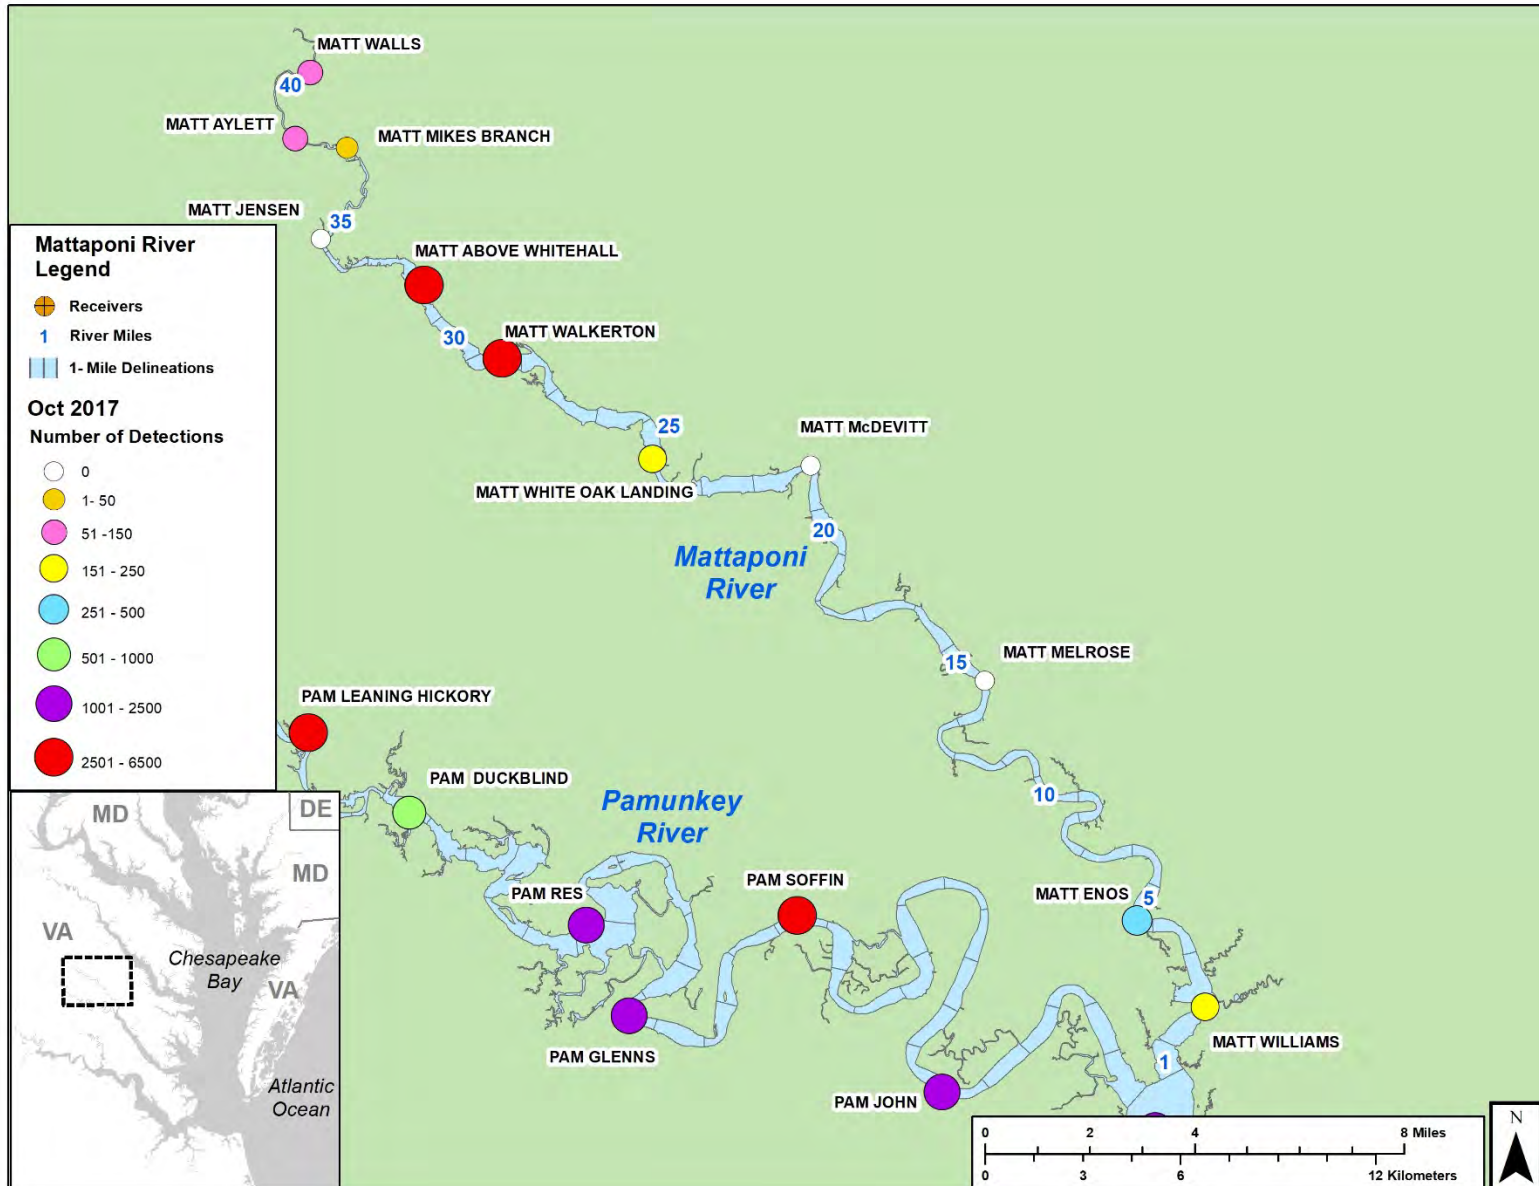 MATT WALLS
40
MATT AYLETT
MATT MIKES BRANCH
MATT JENSEN
35
MATT ABOVE WHITEHALL
30
MATT WALKERTON
25
MATT McDEVITT
MATT WHITE OAK LANDING
20
Mattaponi
River
15
MATT MELROSE
10
MATT ENOS
5
MATT WILLIAMS
1
PAM LEANING HICKORY
PAM DUCKBLIND
Pamunkey
River
PAM RES
PAM SOFFIN
PAM GLENNS
PAM JOHN
Mattaponi River
Legend
Receivers
1 River Miles
1- Mile Delineations
Oct 2017
Number of Detections
0
1- 50
51 -150
151 - 250
251 - 500
501 - 1000
1001 - 2500
2501 - 6500
MD
DE
MD
VA
Chesapeake
Bay
VA
Atlantic
Ocean
0 2 4 8 Miles
0 3 6 12 Kilometers
N